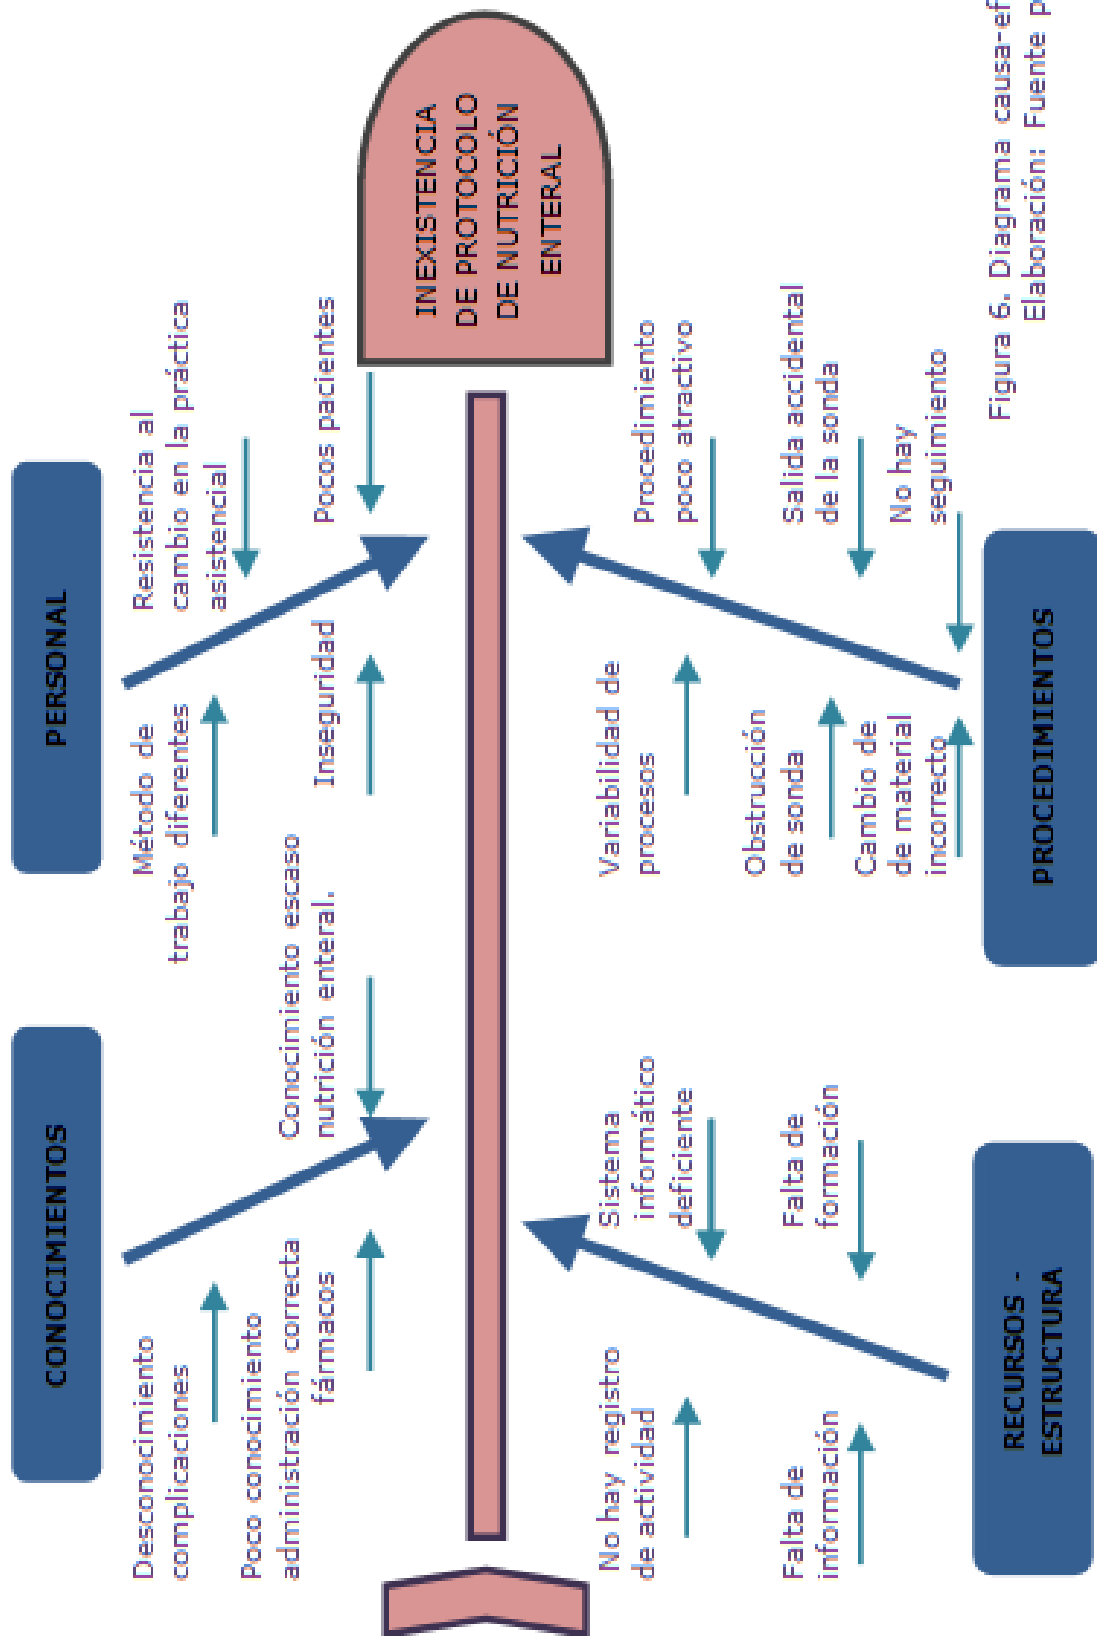 CONOCIMIENTOS
PERSONAL
Desconocimiento
complicaciones
Poco conocimiento
administración correcta
fármacos
Conocimiento escaso
nutrición enteral.
Método de
trabajo diferentes
Inseguridad
Resistencia al
cambio en la práctica
asistencial
Pocos pacientes
INEXISTENCIA
DE PROTOCOLO
DE NUTRICIÓN
ENTERAL
No hay registro
de actividad
Falta de
información
Sistema
informático
deficiente
Falta de
formación
Variabilidad de
procesos
Obstrucción
de sonda
Cambio de
de material
incorrecto
Procedimiento
poco atractivo
Salida accidental
de la sonda
No hay
seguimiento
RECURSOS -
ESTRUCTURA
PROCEDIMIENTOS
Figura 6. Diagrama causa-ef
Elaboración: Fuente p